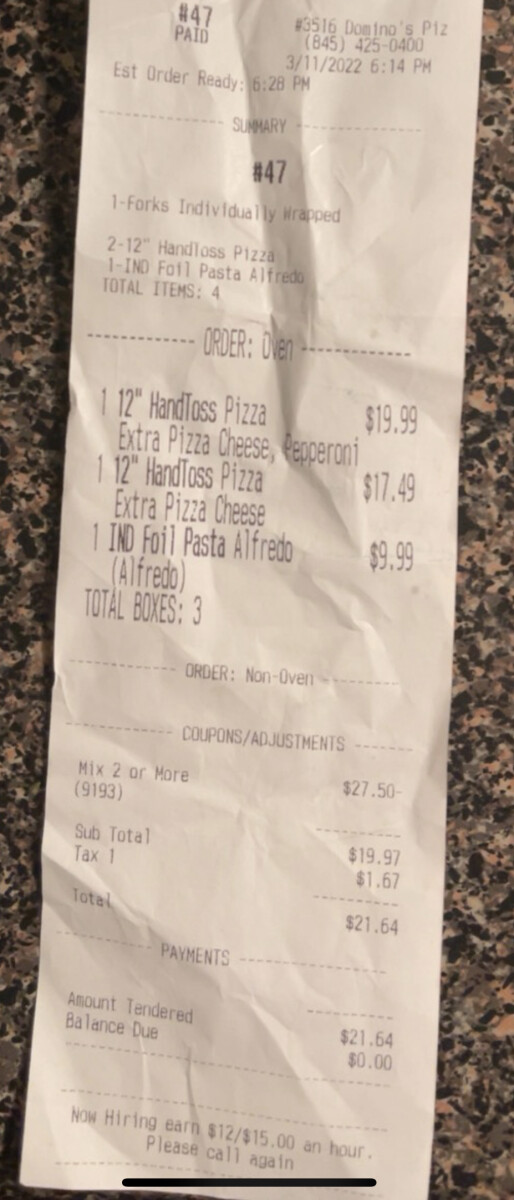 #47
PAID
#3516 Domino's Piz
(845) 425-0400
3/11/2022 6:14 PM
Est Order Ready: 6:28 PM
SUMMARY
#47
1-Forks Individually Wrapped
2-12" HandToss Pizza
1-IND Foil Pasta Alfredo
TOTAL ITEMS: 4
ORDER: Oven
1 12" HandToss Pizza $19.99
Extra Pizza Cheese, Pepperoni
1 12" HandToss Pizza $17.49
Extra Pizza Cheese
1 IND Foil Pasta Alfredo $9.99
(Alfredo)
TOTAL BOXES: 3
ORDER: Non-Oven
COUPONS/ADJUSTMENTS
Mix 2 or More $27.50-
(9193)
Sub Total $19.97
Tax 1 $1.67
Total $21.64
PAYMENTS
Amount Tendered $21.64
Balance Due $0.00
Now Hiring earn $12/$15.00 an hour.
Please call again